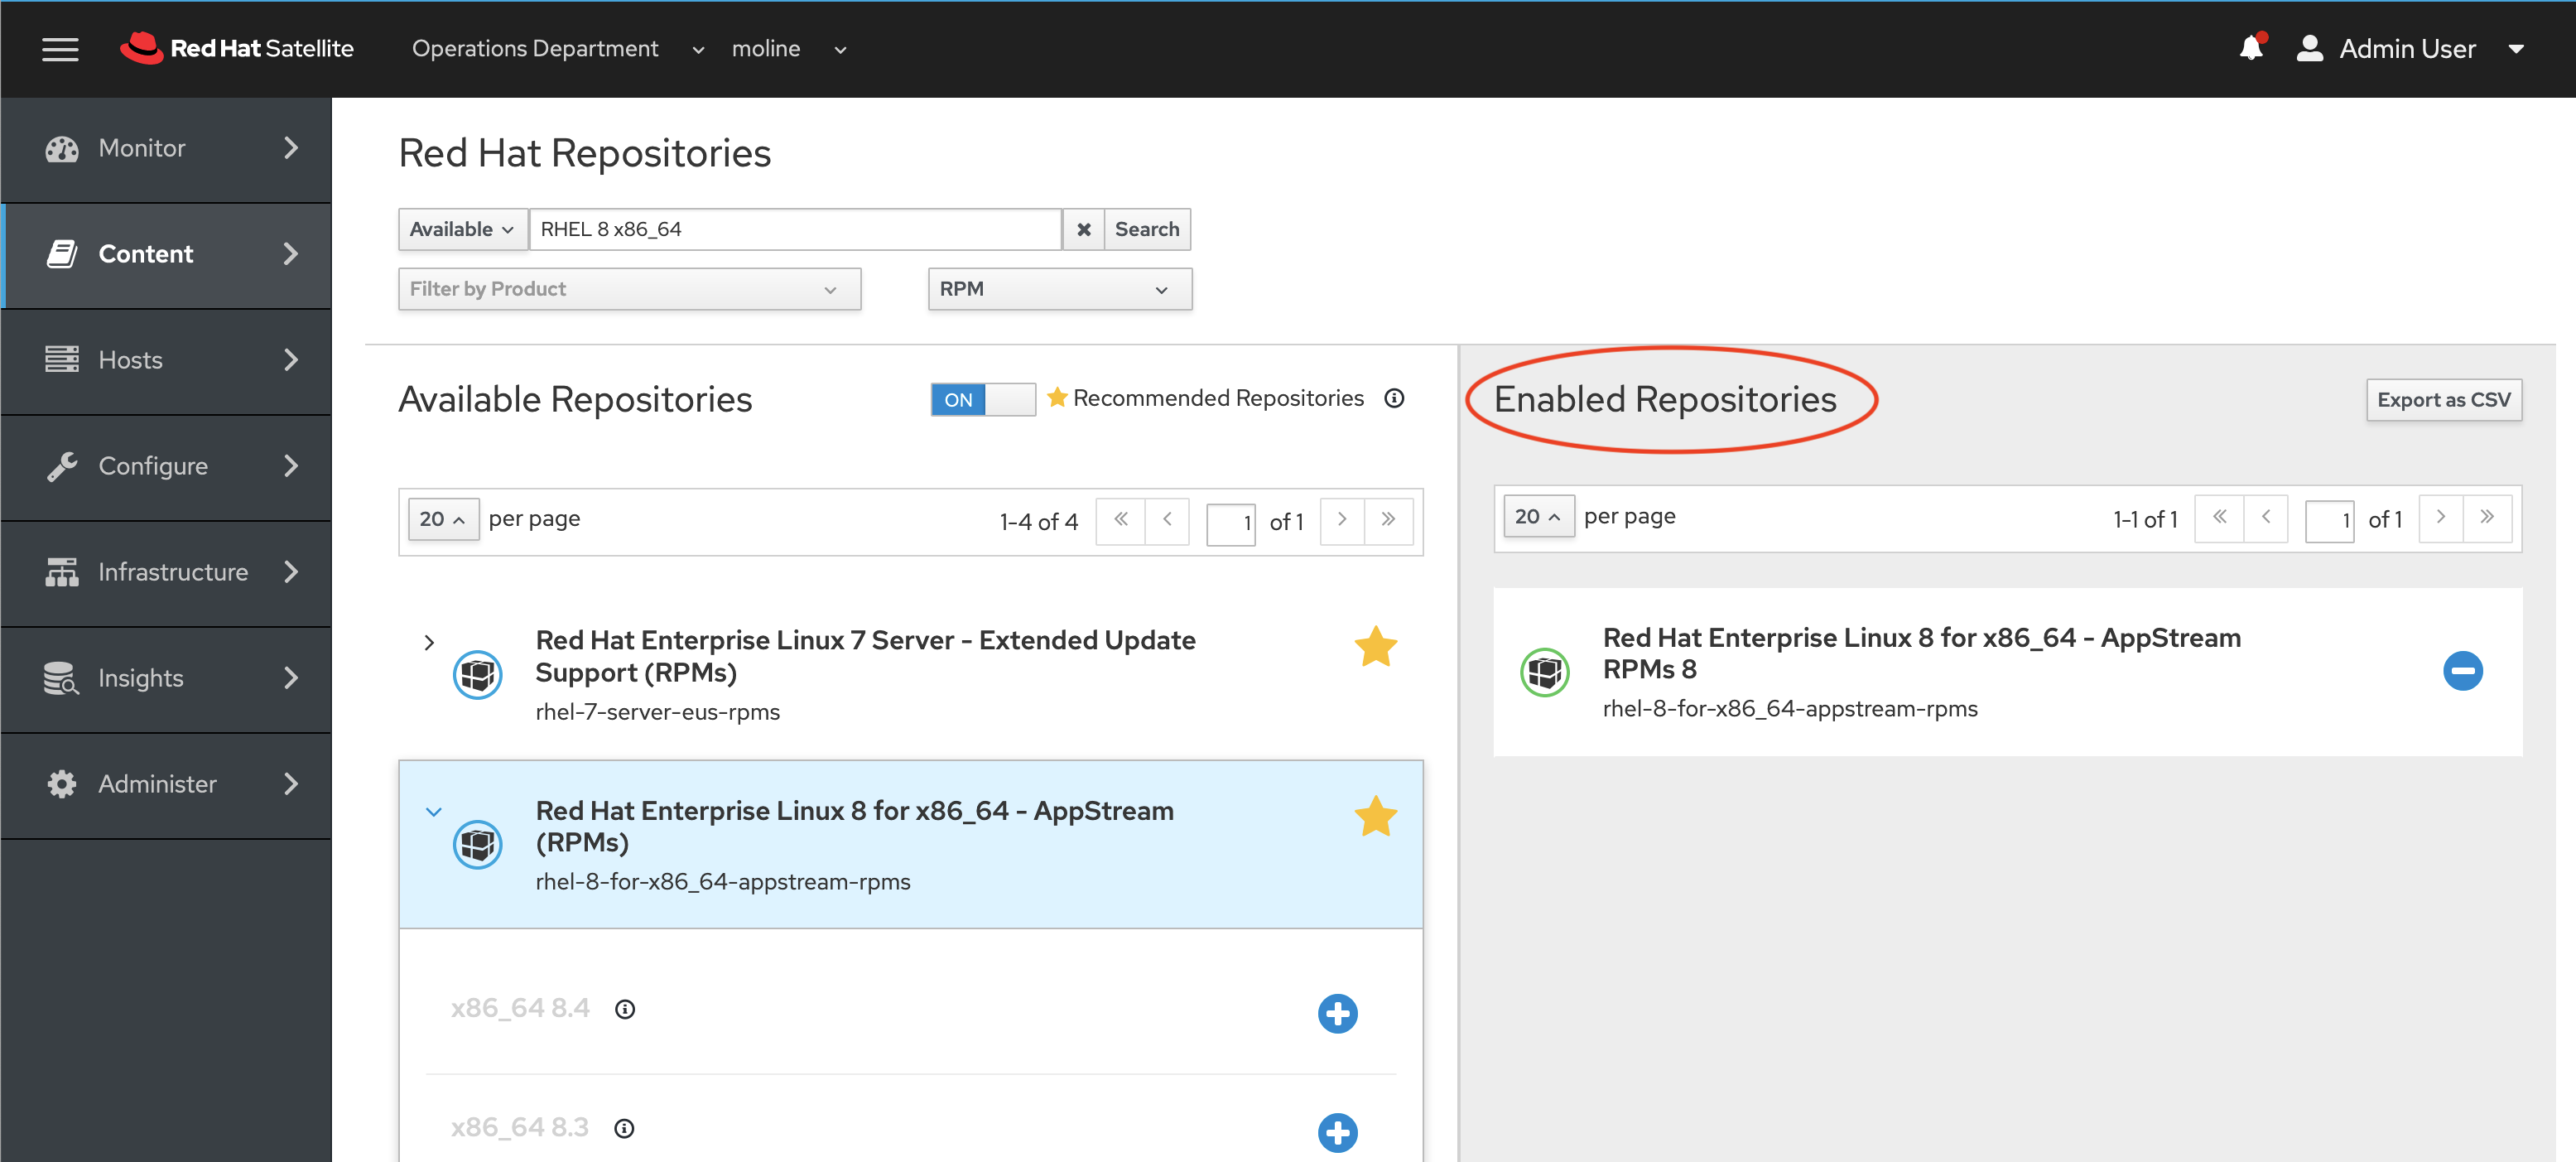 Red Hat Satellite
Operations Department
moline
Admin User
Monitor
Content
Hosts
Configure
Infrastructure
Insights
Administer
Red Hat Repositories
Available
RHEL 8 x86_64
Search
Filter by Product
RPM
Available Repositories
ON
Recommended Repositories
20 per page
1-4 of 4
1 of 1
Red Hat Enterprise Linux 7 Server - Extended Update
Support (RPMs)
rhel-7-server-eus-rpms
Red Hat Enterprise Linux 8 for x86_64 - AppStream
(RPMs)
rhel-8-for-x86_64-appstream-rpms
x86_64 8.4
x86_64 8.3
Enabled Repositories
Export as CSV
20 per page
1-1 of 1
1 of 1
Red Hat Enterprise Linux 8 for x86_64 - AppStream
RPMs 8
rhel-8-for-x86_64-appstream-rpms